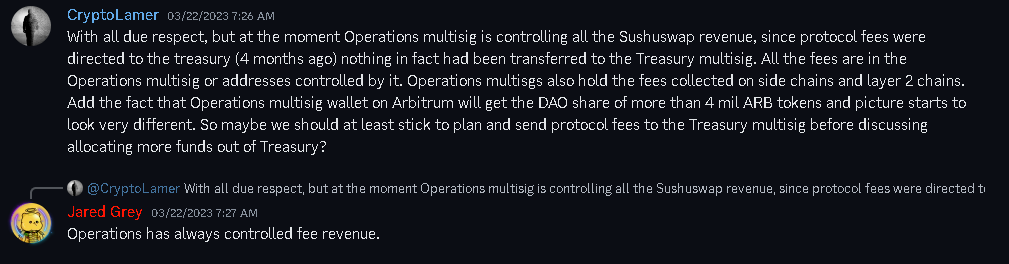 CryptoLamer 03/22/2023 7:26 AM
With all due respect, but at the moment Operations multisig is controlling all the Sushuswap revenue, since protocol fees were
directed to the treasury (4 months ago) nothing in fact had been transferred to the Treasury multisig. All the fees are in the
Operations multisig or addresses controlled by it. Operations multisgs also hold the fees collected on side chains and layer 2 chains.
Add the fact that Operations multisig wallet on Arbitrum will get the DAO share of more than 4 mil ARB tokens and picture starts to
look very different. So maybe we should at least stick to plan and send protocol fees to the Treasury multisig before discussing
allocating more funds out of Treasury?
@CryptoLamer With all due respect, but at the moment Operations multisig is controlling all the Sushuswap revenue, since protocol fees were directed t
Jared Grey 03/22/2023 7:27 AM
Operations has always controlled fee revenue.